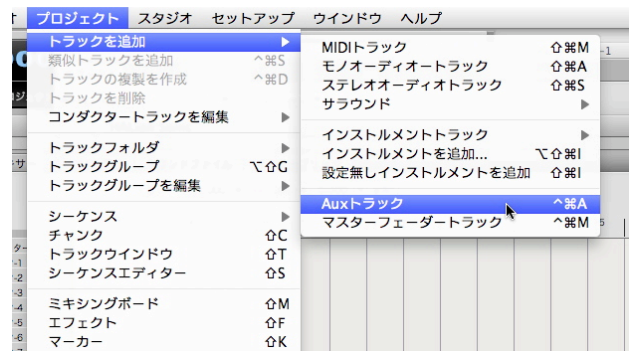 プロジェクト スタジオ セットアップ ウインドウ ヘルプ
トラックを追加
類似トラックを追加 ^⌘S
トラックの複製を作成 ^⌘D
トラックを削除
コンダクタートラックを編集
トラックフォルダ
トラックグループ ⌥⇧G
トラックグループを編集
シーケンス
チャンク ⇧C
トラックウインドウ ⇧T
シーケンスエディター ⇧S
ミキシングボード ⇧M
エフェクト ⇧F
マーカー ⇧K
MIDIトラック ⇧⌘M
モノオーディオトラック ⇧⌘A
ステレオオーディオトラック ⇧⌘S
サラウンド
インストルメントトラック
インストルメントを追加... ⌥⇧⌘I
設定無しインストルメントを追加 ⇧⌘I
Auxトラック ^⌘A
マスターフェーダートラック ^⌘M
-1
5
-1
-2
-3
-4
-5
-6